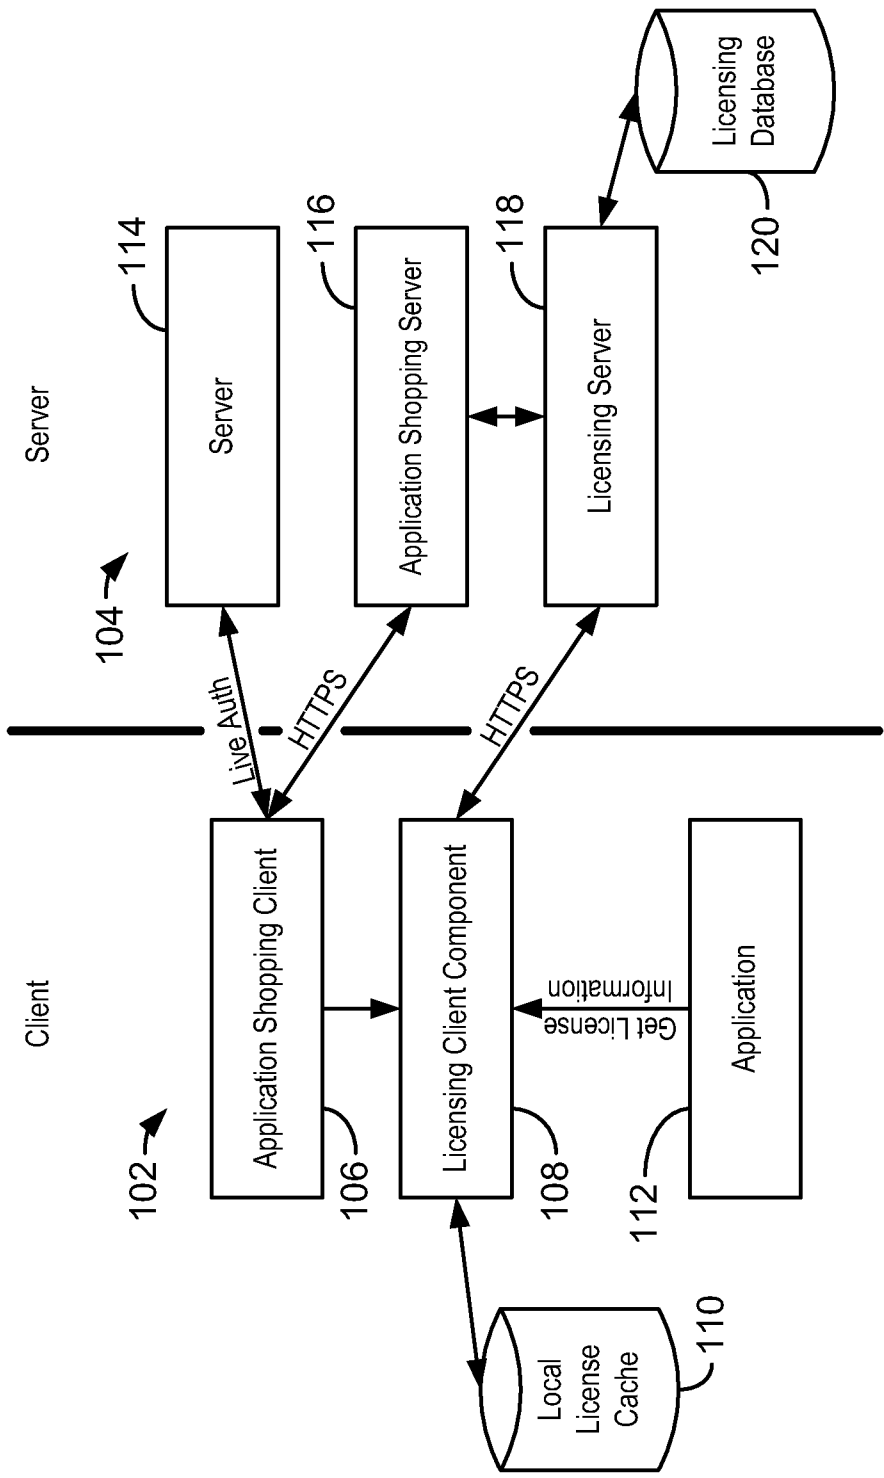 Client
Server
102
104
Application Shopping Client
106
Live Auth
Server
114
HTTPS
Application Shopping Server
116
Licensing Client Component
108
HTTPS
Licensing Server
118
Local
License
Cache
110
Get License
Information
Application
112
Licensing
Database
120